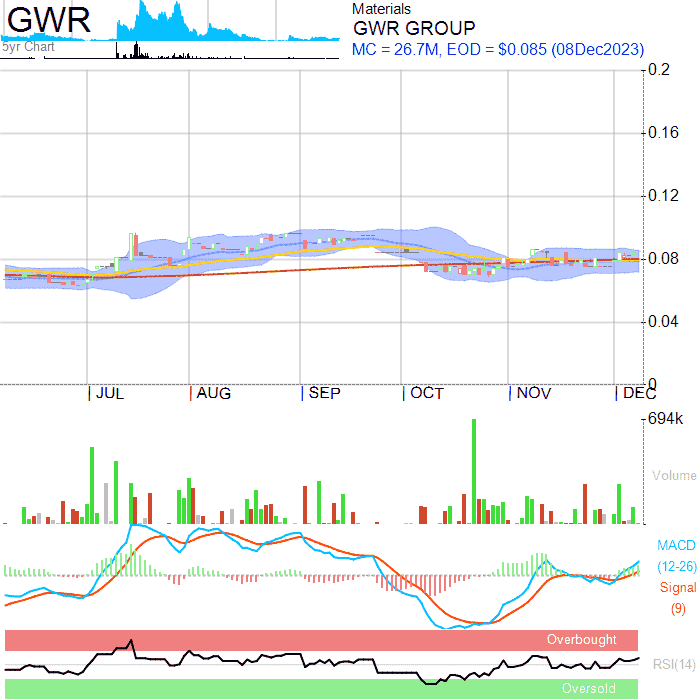 GWR
5yr Chart
Materials
GWR GROUP
MC = 26.7M, EOD = $0.085 (08Dec2023)
0.2
0.16
0.12
0.08
0.04
0
JUL AUG SEP OCT NOV DEC
694k
Volume
MACD
(12-26)
Signal
(9)
Overbought
RSI(14)
Oversold